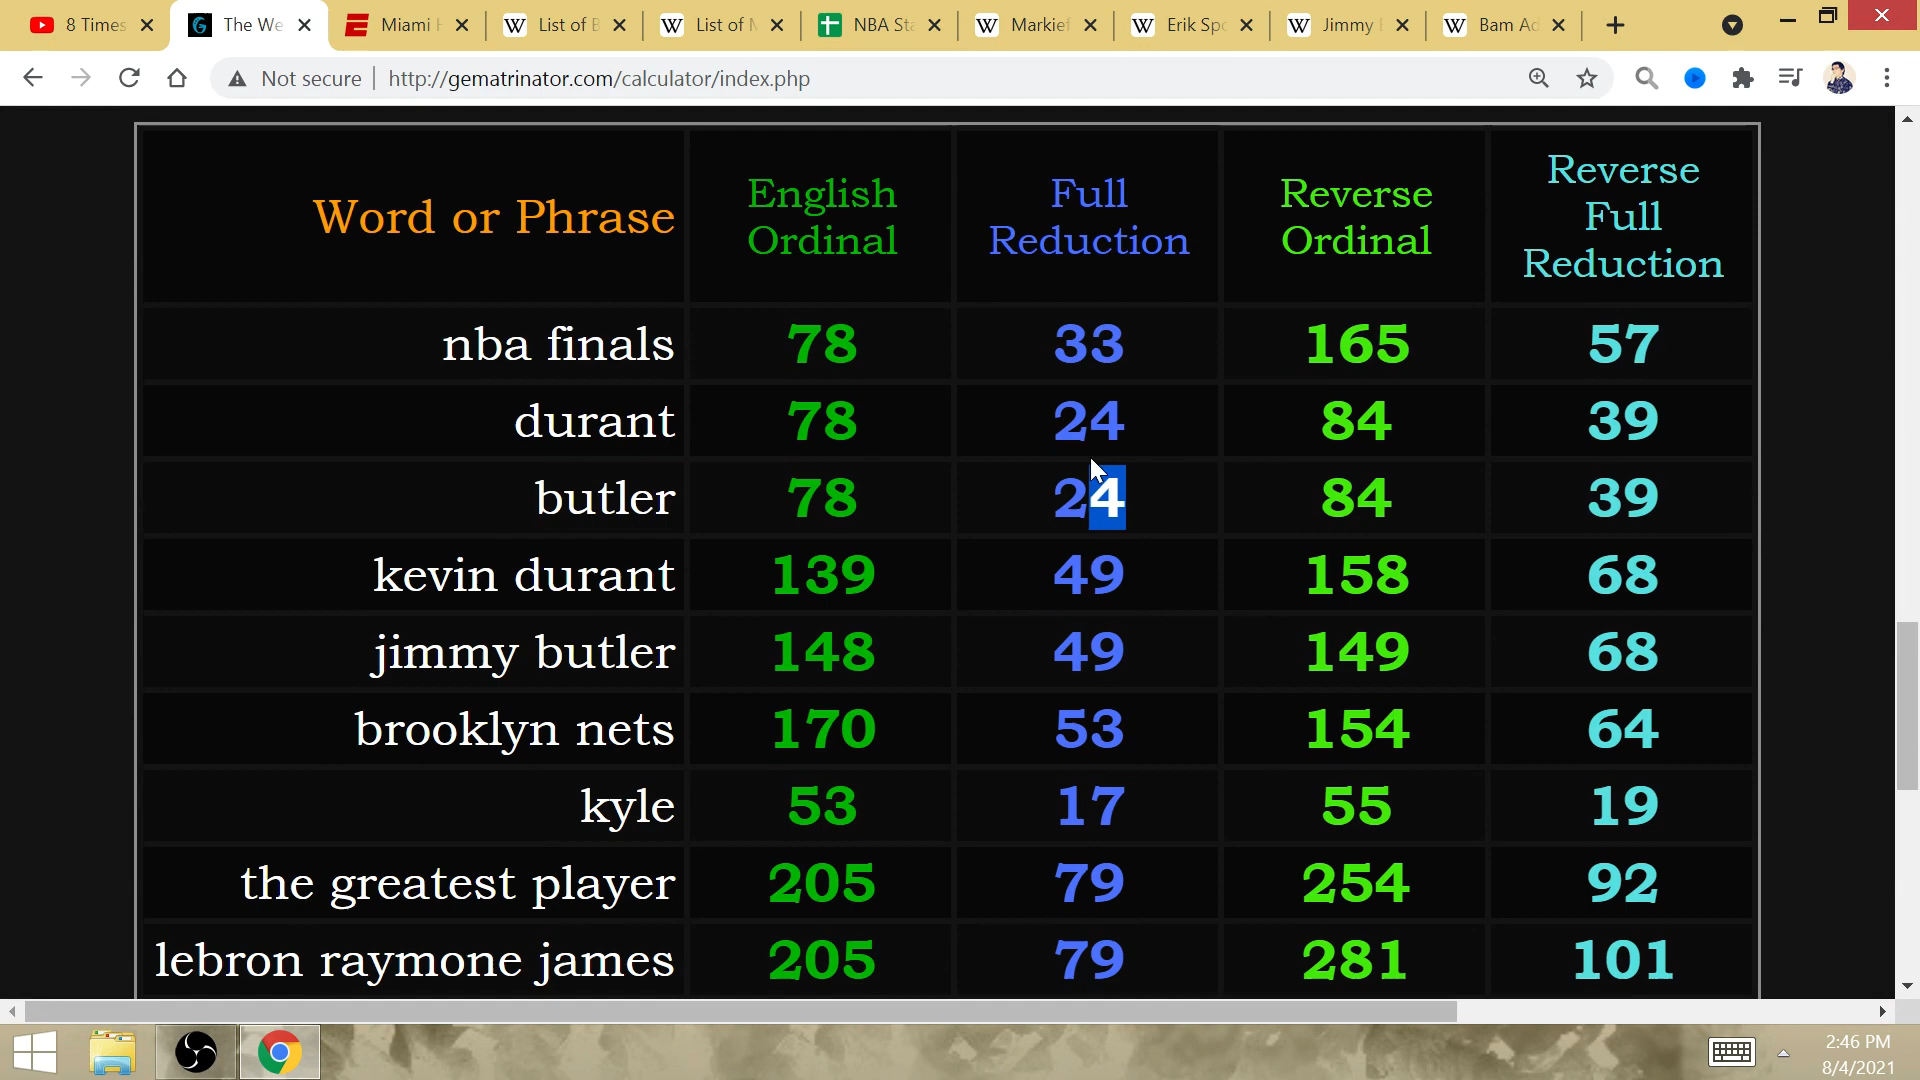 8 Times
The We
Miami H
List of B
List of M
NBA Sta
Markief
Erik Spo
Jimmy B
Bam Ad
Not secure
http://gematrinator.com/calculator/index.php
Word or Phrase English Ordinal Full Reduction Reverse Ordinal Reverse Full Reduction
nba finals 78 33 165 57
durant 78 24 84 39
butler 78 24 84 39
kevin durant 139 49 158 68
jimmy butler 148 49 149 68
brooklyn nets 170 53 154 64
kyle 53 17 55 19
the greatest player 205 79 254 92
lebron raymone james 205 79 281 101
2:46 PM
8/4/2021